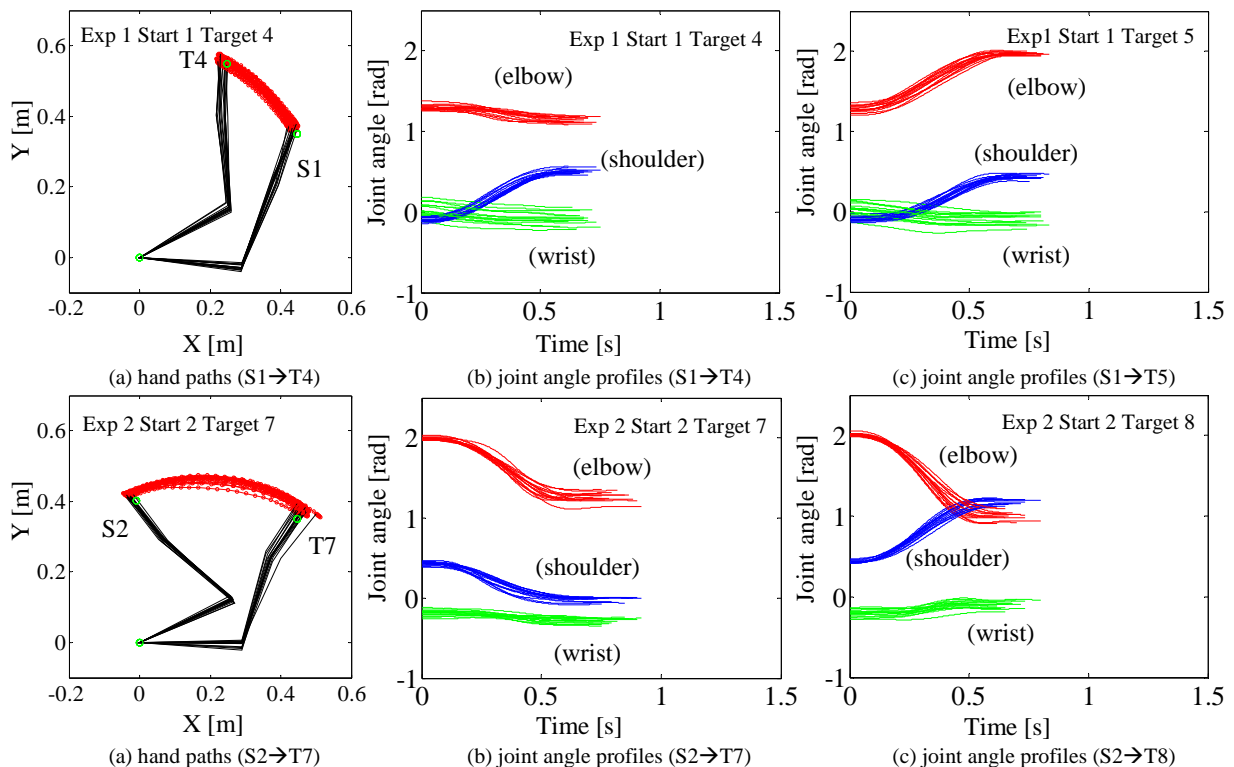 Exp 1 Start 1 Target 4
T4
S1
Y [m]
0.6
0.4
0.2
0
-0.2
0
0.2
0.4
0.6
X [m]
(a) hand paths (S1→T4)
Exp 1 Start 1 Target 4
(elbow)
(shoulder)
(wrist)
Joint angle [rad]
2
1
0
-1
0
0.5
1
1.5
Time [s]
(b) joint angle profiles (S1→T4)
Exp1 Start 1 Target 5
(elbow)
(shoulder)
(wrist)
Joint angle [rad]
2
1
0
-1
0
0.5
1
1.5
Time [s]
(c) joint angle profiles (S1→T5)
Exp 2 Start 2 Target 7
S2
T7
Y [m]
0.6
0.4
0.2
0
-0.2
0
0.2
0.4
0.6
X [m]
(a) hand paths (S2→T7)
Exp 2 Start 2 Target 7
(elbow)
(shoulder)
(wrist)
Joint angle [rad]
2
1
0
-1
0
0.5
1
1.5
Time [s]
(b) joint angle profiles (S2→T7)
Exp 2 Start 2 Target 8
(elbow)
(shoulder)
(wrist)
Joint angle [rad]
2
1
0
-1
0
0.5
1
1.5
Time [s]
(c) joint angle profiles (S2→T8)